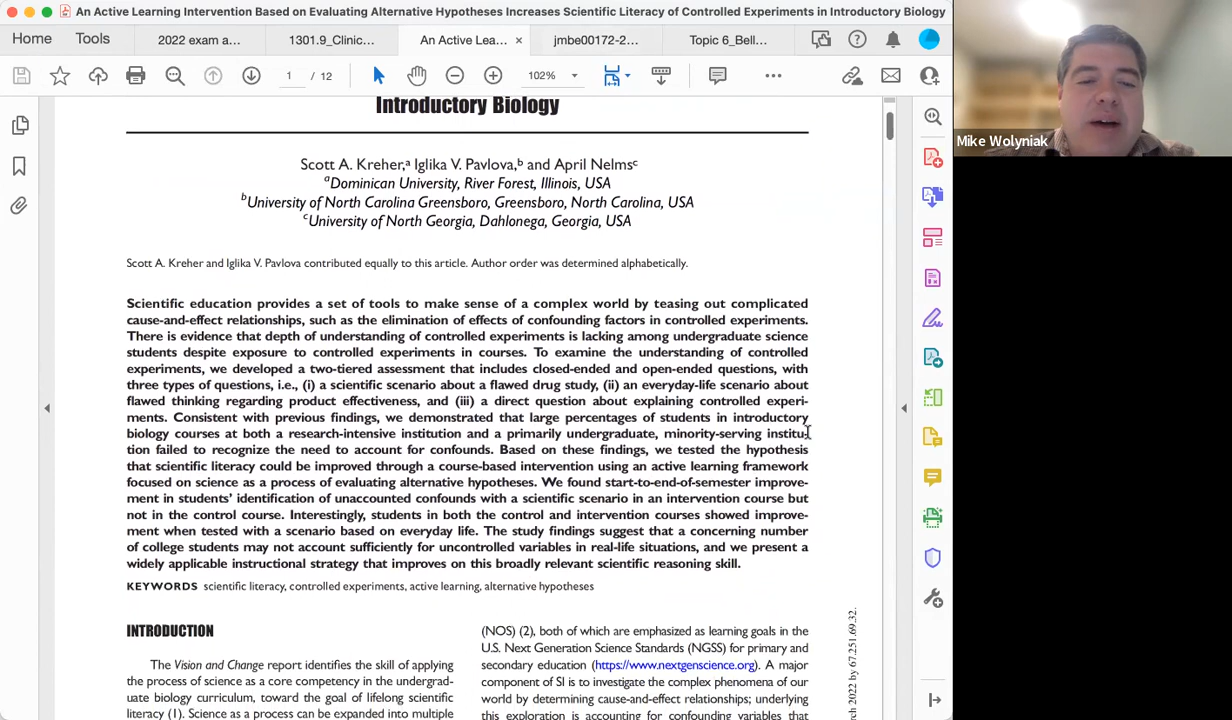 An Active Learning Intervention Based on Evaluating Alternative Hypotheses Increases Scientific Literacy of Controlled Experiments in Introductory Biology
Home
Tools
2022 exam a...
1301.9_Clinic...
An Active Lea...
×
jmbe00172-2...
Topic 6_Bell...
1 / 12
102%
Introductory Biology
Scott A. Kreher,a Iglika V. Pavlova,b and April Nelmsc
aDominican University, River Forest, Illinois, USA
bUniversity of North Carolina Greensboro, Greensboro, North Carolina, USA
cUniversity of North Georgia, Dahlonega, Georgia, USA
Scott A. Kreher and Iglika V. Pavlova contributed equally to this article. Author order was determined alphabetically.
Scientific education provides a set of tools to make sense of a complex world by teasing out complicated
cause-and-effect relationships, such as the elimination of effects of confounding factors in controlled experiments.
There is evidence that depth of understanding of controlled experiments is lacking among undergraduate science
students despite exposure to controlled experiments in courses. To examine the understanding of controlled
experiments, we developed a two-tiered assessment that includes closed-ended and open-ended questions, with
three types of questions, i.e., (i) a scientific scenario about a flawed drug study, (ii) an everyday-life scenario about
flawed thinking regarding product effectiveness, and (iii) a direct question about explaining controlled experi-
ments. Consistent with previous findings, we demonstrated that large percentages of students in introductory
biology courses at both a research-intensive institution and a primarily undergraduate, minority-serving institu-
tion failed to recognize the need to account for confounds. Based on these findings, we tested the hypothesis
that scientific literacy could be improved through a course-based intervention using an active learning framework
focused on science as a process of evaluating alternative hypotheses. We found start-to-end-of-semester improve-
ment in students' identification of unaccounted confounds with a scientific scenario in an intervention course but
not in the control course. Interestingly, students in both the control and intervention courses showed improve-
ment when tested with a scenario based on everyday life. The study findings suggest that a concerning number
of college students may not account sufficiently for uncontrolled variables in real-life situations, and we present a
widely applicable instructional strategy that improves on this broadly relevant scientific reasoning skill.
KEYWORDS scientific literacy, controlled experiments, active learning, alternative hypotheses
INTRODUCTION
The Vision and Change report identifies the skill of applying
the process of science as a core competency in the undergrad-
uate biology curriculum, toward the goal of lifelong scientific
literacy (1). Science as a process can be expanded into multiple
(NOS) (2), both of which are emphasized as learning goals in the
U.S. Next Generation Science Standards (NGSS) for primary and
secondary education (https://www.nextgenscience.org). A major
component of SI is to investigate the complex phenomena of our
world by determining cause-and-effect relationships; underlying
this exploration is accounting for confounding variables that
rch 2022 by 67.251.69.32.
Mike Wolyniak